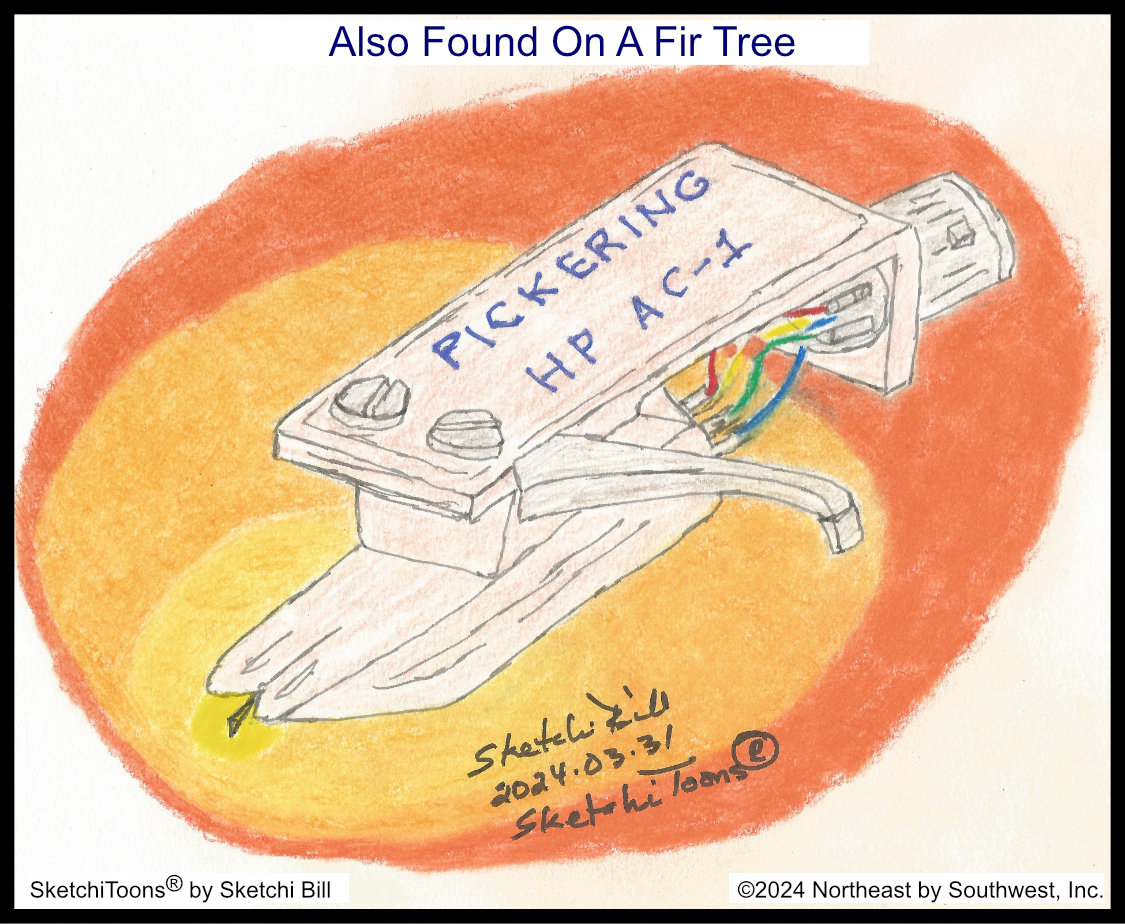 Also Found On A Fir Tree
PICKERING
HP AC-1
Sketchi Bill
2024.03.31
SketchiToons®
SketchiToons® by Sketchi Bill
©2024 Northeast by Southwest, Inc.